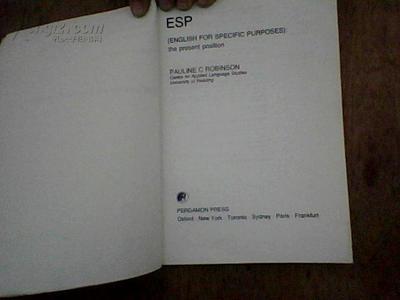 ESP
(ENGLISH FOR SPECIFIC PURPOSES):
the present position
PAULINE C ROBINSON
Centre for Applied Language Studies
University of Reading
PERGAMON PRESS
Oxford · New York · Toronto · Sydney · Paris · Frankfurt